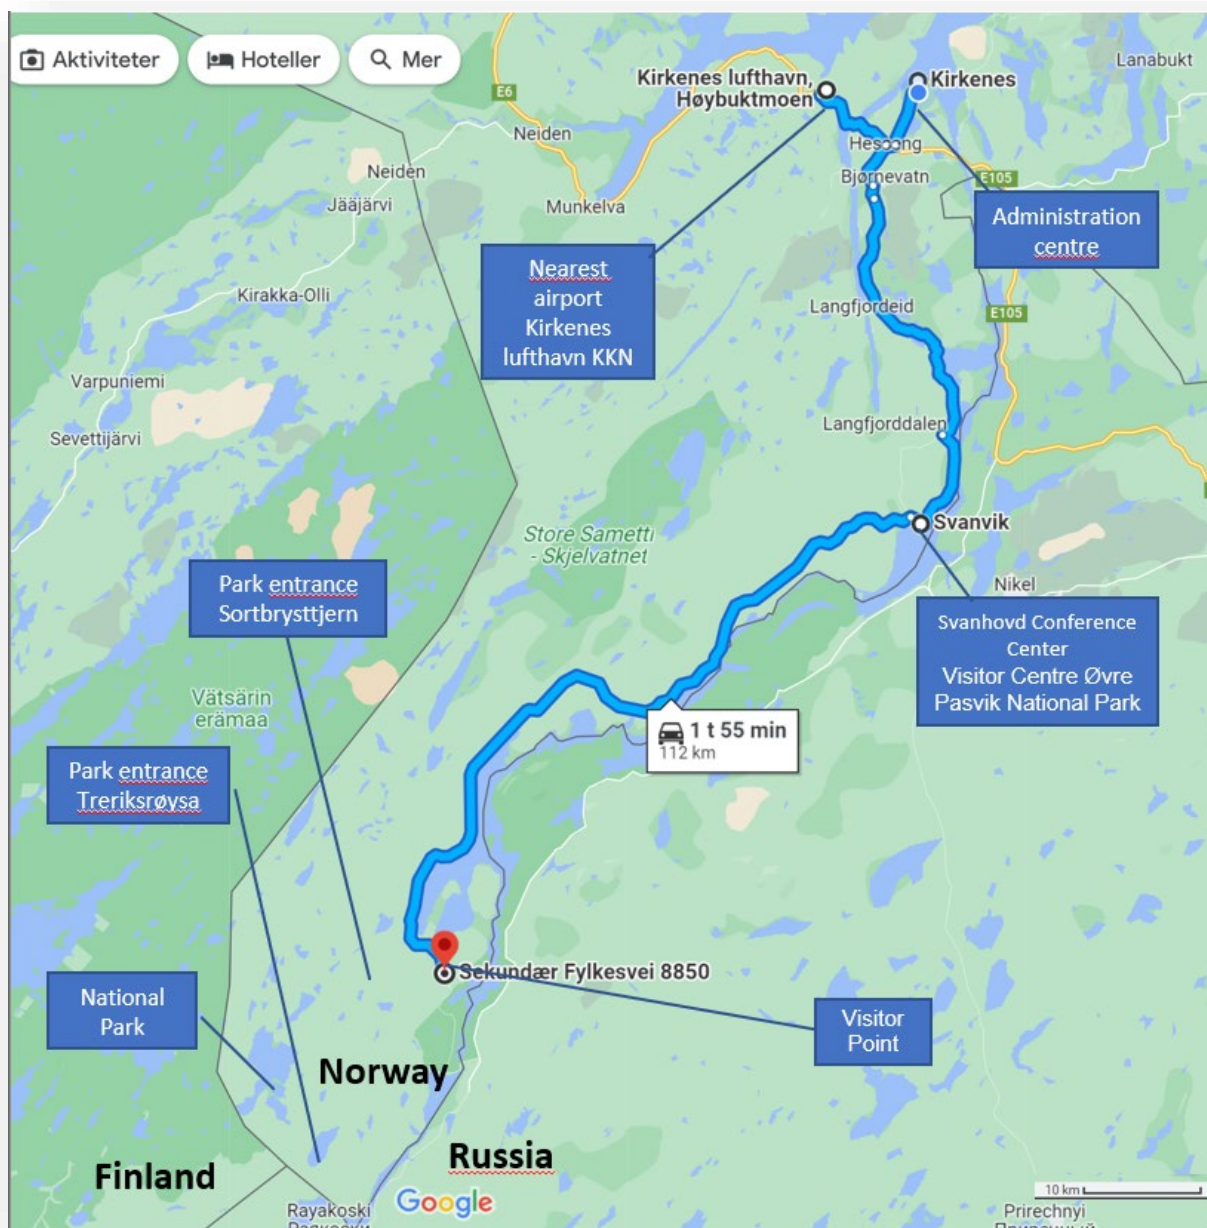 Aktiviteter
Hoteller
Mer
Lanabukt
Kirkenes lufthavn,
Høybuktmoen
Kirkenes
E6
Neiden
Hesseng
Neiden
Bjørnevatn
E105
Jääjärvi
Munkelva
Administration
centre
Nearest
airport
Kirkenes
lufthavn KKN
Kirakka-Olli
Langfjordeid
E105
Varpuniemi
Sevettijärvi
Langfjorddalen
Store Sametti
- Skjelvatnet
Svanvik
Nikel
Park entrance
Sortbrysttjern
Svanhovd Conference
Center
Visitor Centre Øvre
Pasvik National Park
Vätsärin
erämaa
1 t 55 min
112 km
Park entrance
Treriksrøysa
Sekundær Fylkesvei 8850
National
Park
Visitor
Point
Norway
Russia
Finland
10 km
Rayakoski
Google
Prirechnyi